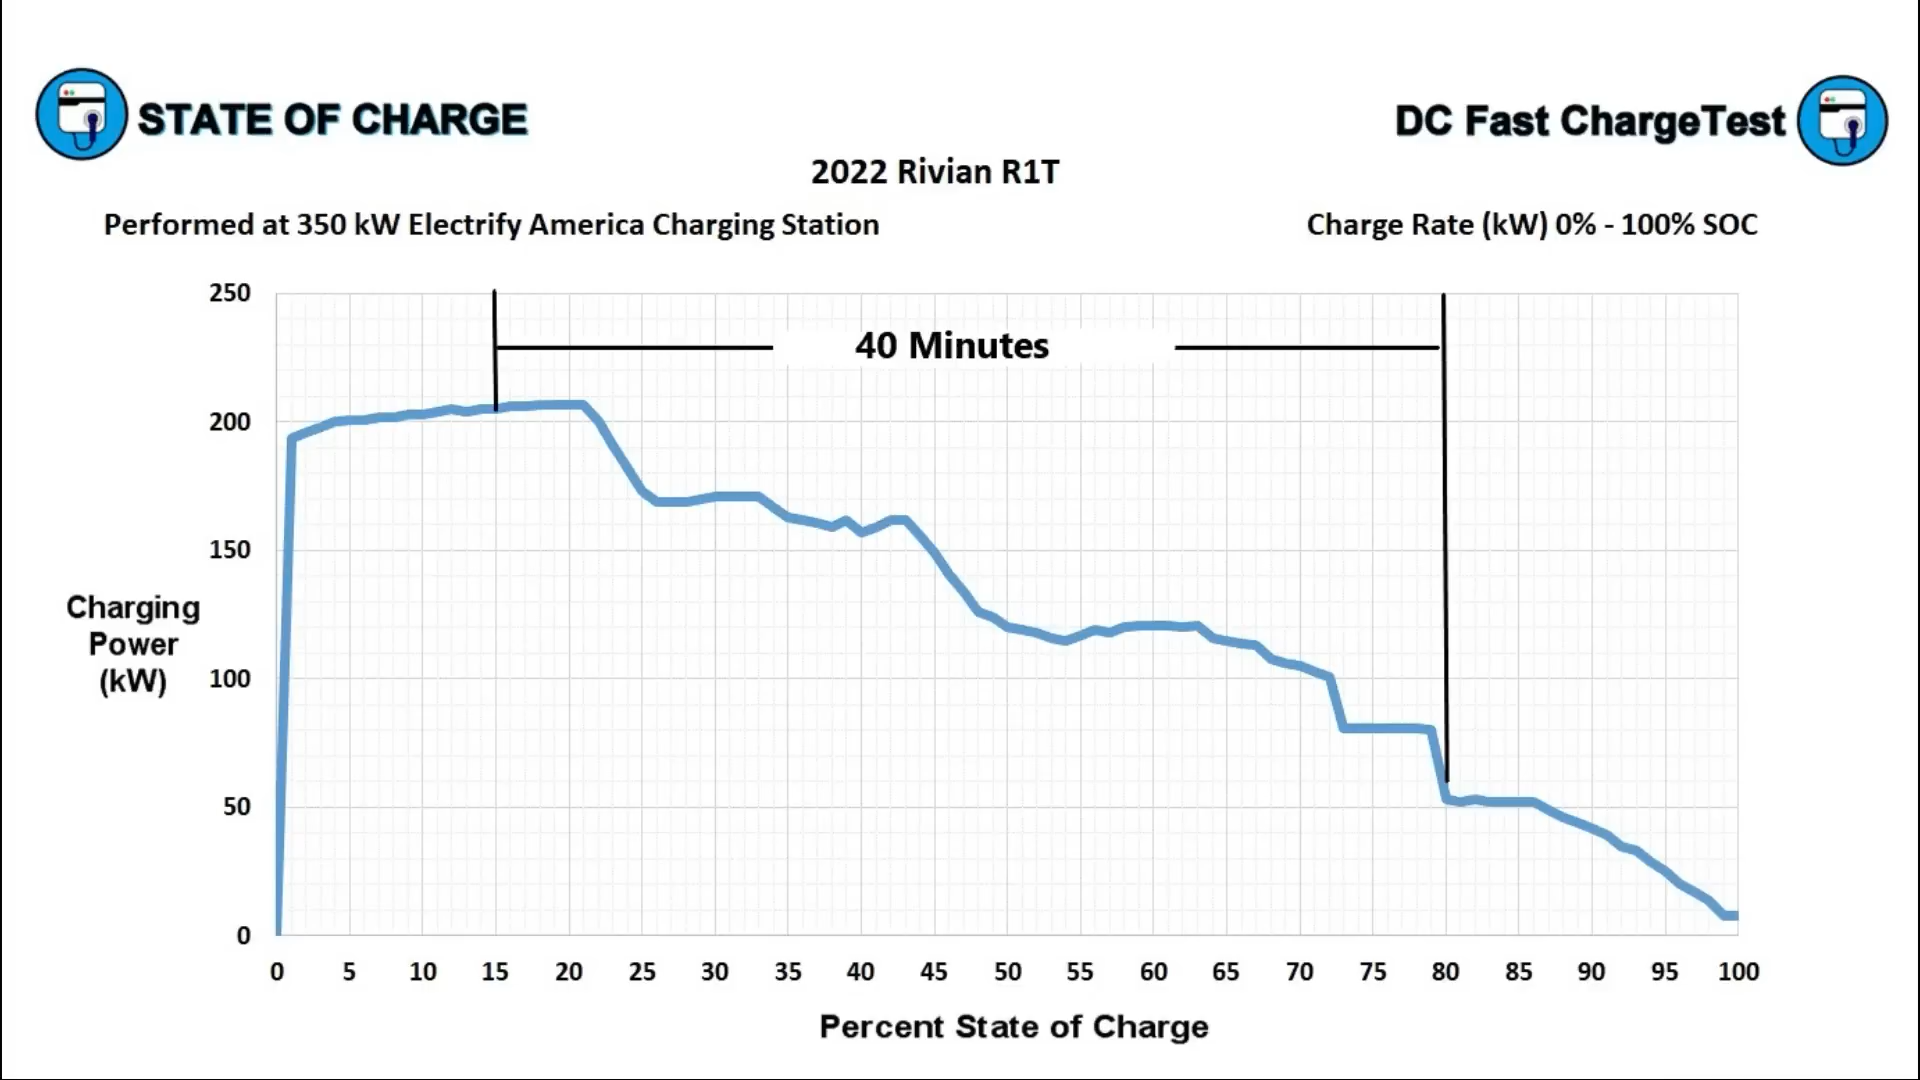 STATE OF CHARGE
DC Fast ChargeTest
2022 Rivian R1T
Performed at 350 kW Electrify America Charging Station
Charge Rate (kW) 0% - 100% SOC
250
40 Minutes
200
150
Charging
Power
(kW)
100
50
0
0 5 10 15 20 25 30 35 40 45 50 55 60 65 70 75 80 85 90 95 100
Percent State of Charge